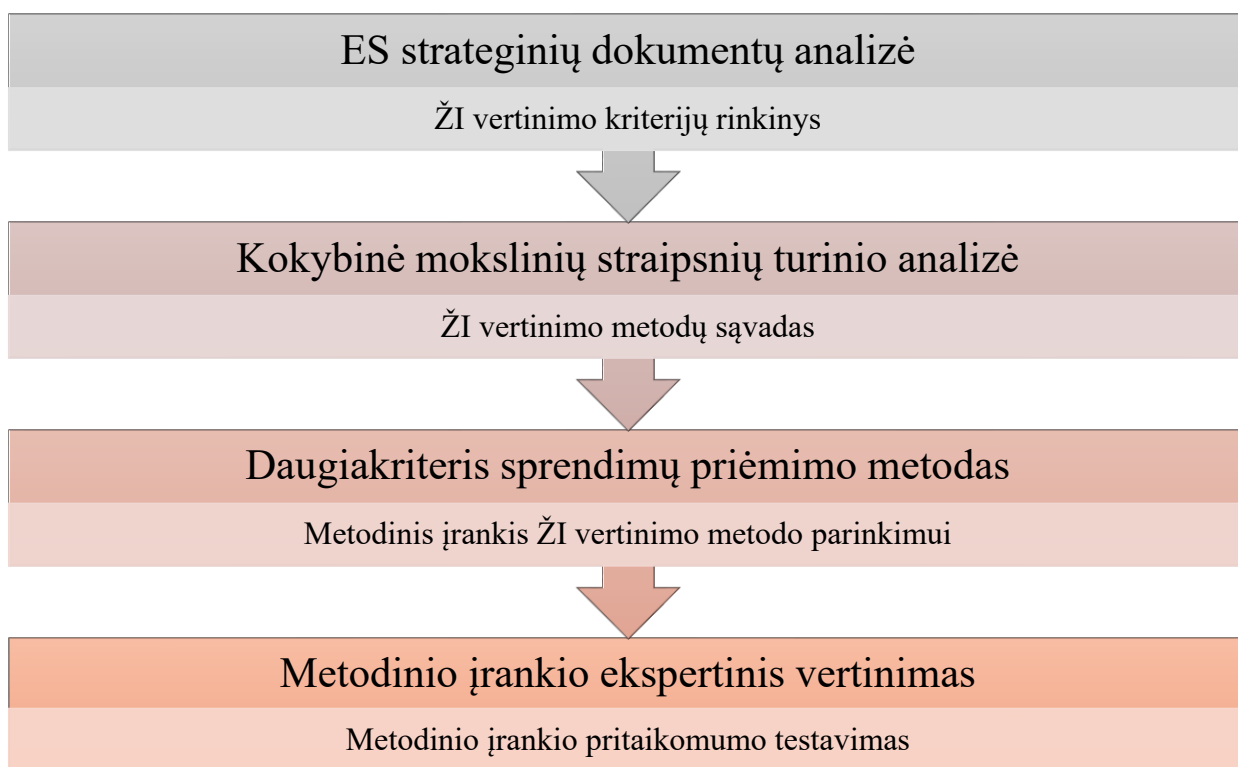 ES strateginių dokumentų analizė
ŽI vertinimo kriterijų rinkinys
Kokybinė mokslinių straipsnių turinio analizė
ŽI vertinimo metodų sąvadas
Daugiakriteris sprendimų priėmimo metodas
Metodinis įrankis ŽI vertinimo metodo parinkimui
Metodinio įrankio ekspertinis vertinimas
Metodinio įrankio pritaikomumo testavimas